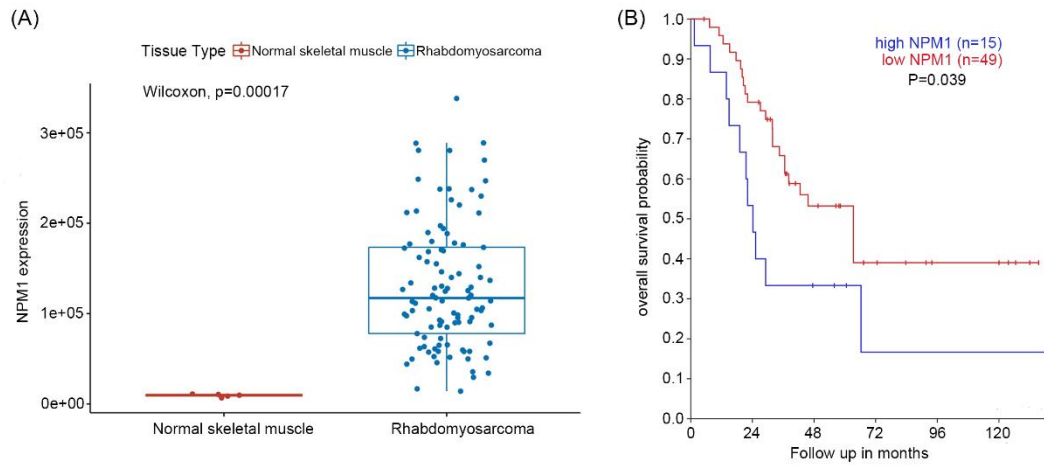 (A)
Tissue Type Normal skeletal muscle Rhabdomyosarcoma
Wilcoxon, p=0.00017
NPM1 expression
3e+05
2e+05
1e+05
0e+00
Normal skeletal muscle
Rhabdomyosarcoma
(B)
high NPM1 (n=15)
low NPM1 (n=49)
P=0.039
overall survival probability
1.0
0.9
0.8
0.7
0.6
0.5
0.4
0.3
0.2
0.1
0.0
0 24 48 72 96 120
Follow up in months